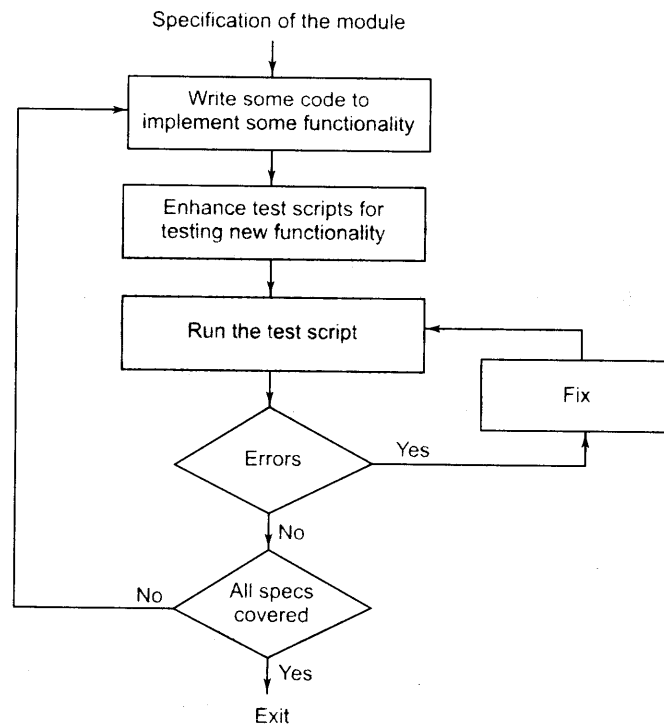 Specification of the module
Write some code to
implement some functionality
Enhance test scripts for
testing new functionality
Run the test script
Fix
Errors
Yes
No
All specs
covered
No
Yes
Exit